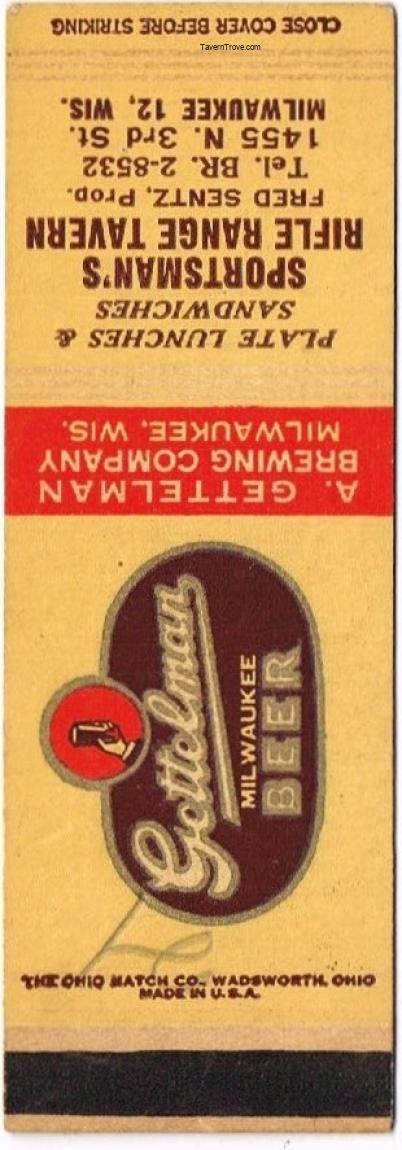 CLOSE COVER BEFORE STRIKING
TavernTrove.com
PLATE LUNCHES &
SANDWICHES
SPORTSMAN'S
RIFLE RANGE TAVERN
FRED SENTZ, Prop.
Tel. BR. 2-8532
1455 N. 3rd St.
MILWAUKEE 12, WIS.
A. GETTELMAN
BREWING COMPANY
MILWAUKEE, WIS.
Gettelman
MILWAUKEE
BEER
THE OHIO MATCH CO., WADSWORTH, OHIO
MADE IN U.S.A.